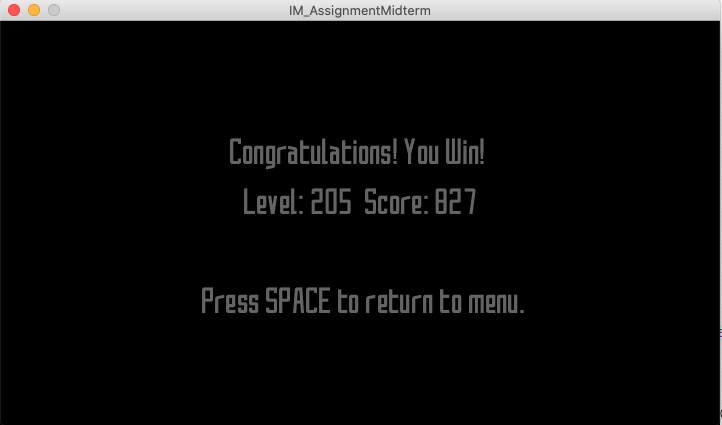 IM_AssignmentMidterm
Congratulations! You Win!
Level: 205 Score: 827
Press SPACE to return to menu.